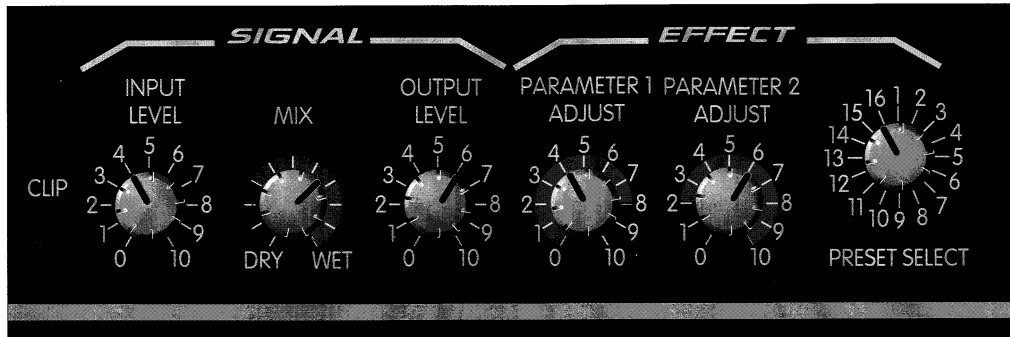 SIGNAL
EFFECT
INPUT LEVEL
MIX
OUTPUT LEVEL
PARAMETER 1 ADJUST
PARAMETER 2 ADJUST
CLIP
0 1 2 3 4 5 6 7 8 9 10
DRY WET
0 1 2 3 4 5 6 7 8 9 10
0 1 2 3 4 5 6 7 8 9 10
0 1 2 3 4 5 6 7 8 9 10
1 2 3 4 5 6 7 8 9 10 11 12 13 14 15 16
PRESET SELECT